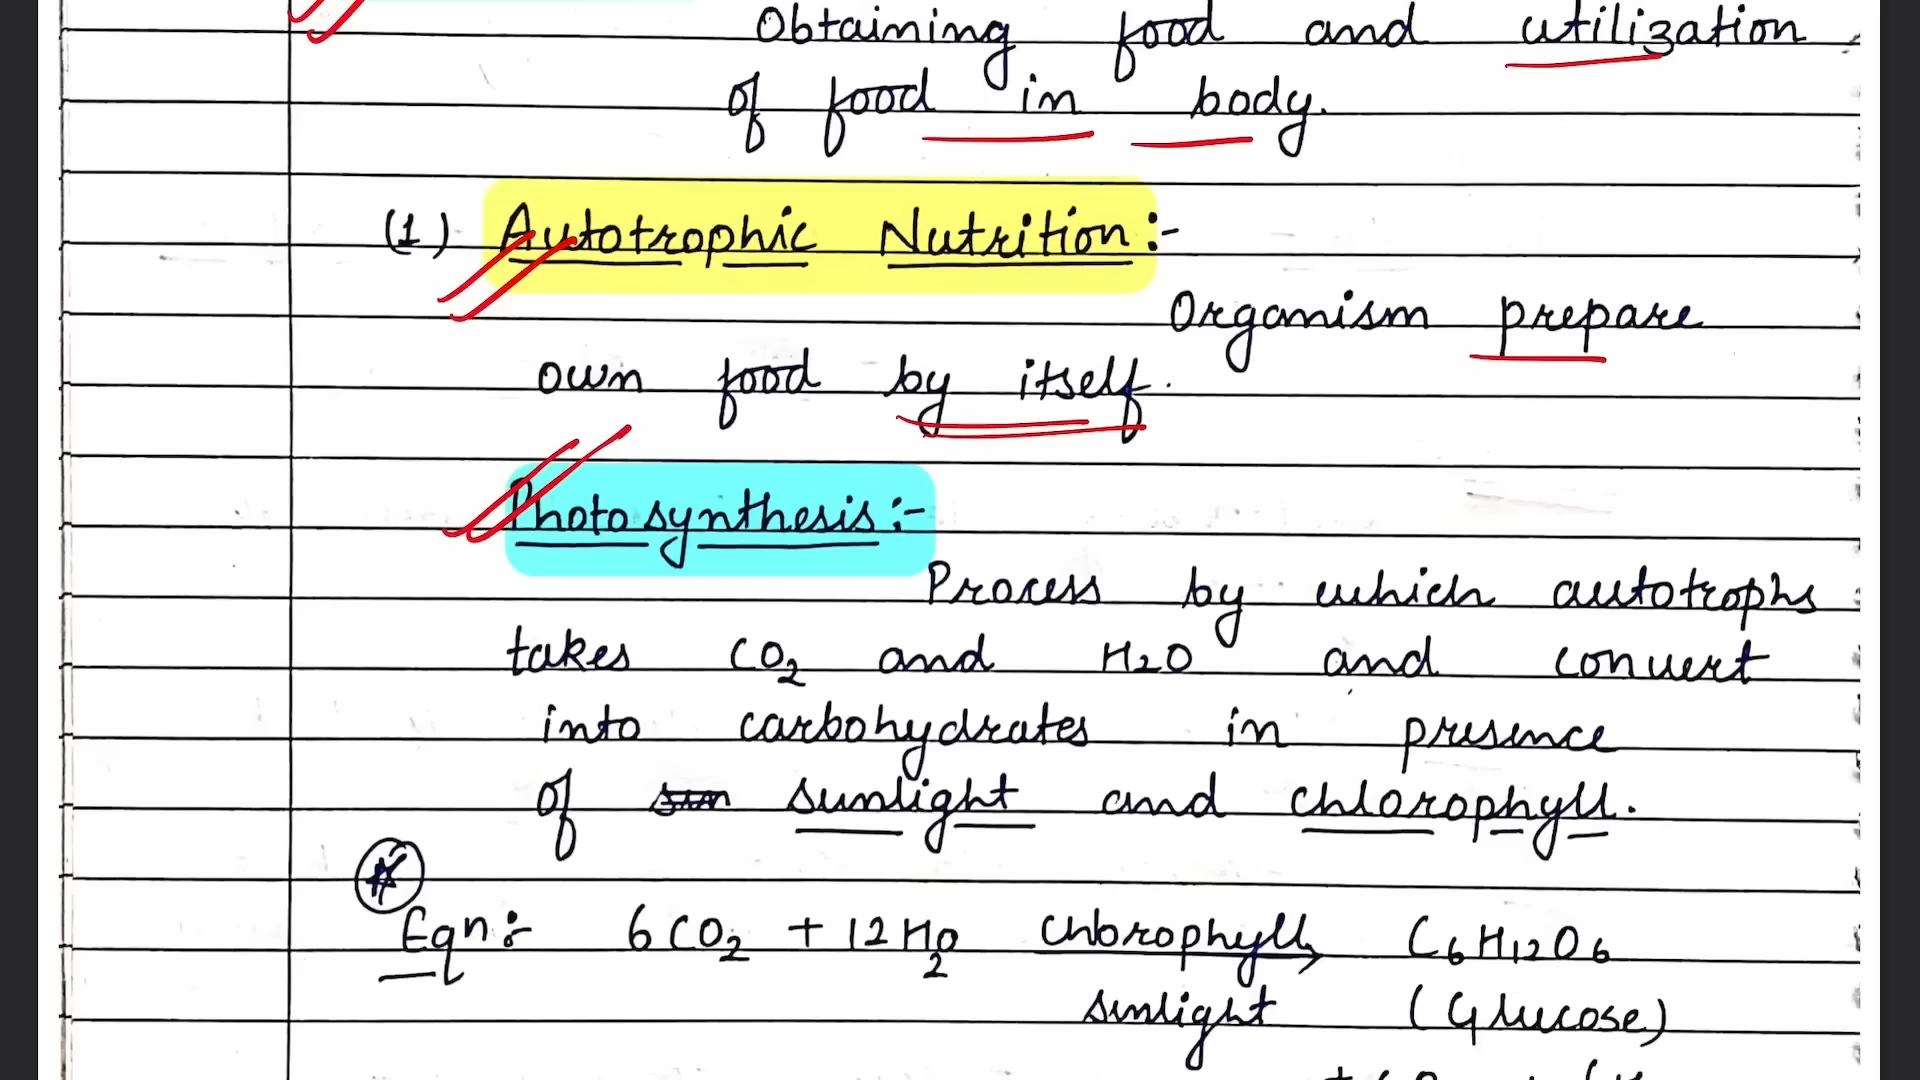 Obtaining food and utilization
of food in body.
(1) Autotrophic Nutrition:-
Organism prepare
own food by itself.
Photosynthesis:-
Process by which autotrophs
takes CO2 and H2O and convert
into carbohydrates in presence
of sunlight and chlorophyll.
Eqn:- 6CO2 + 12H2O chlorophyll→ C6H12O6
sunlight (Glucose)